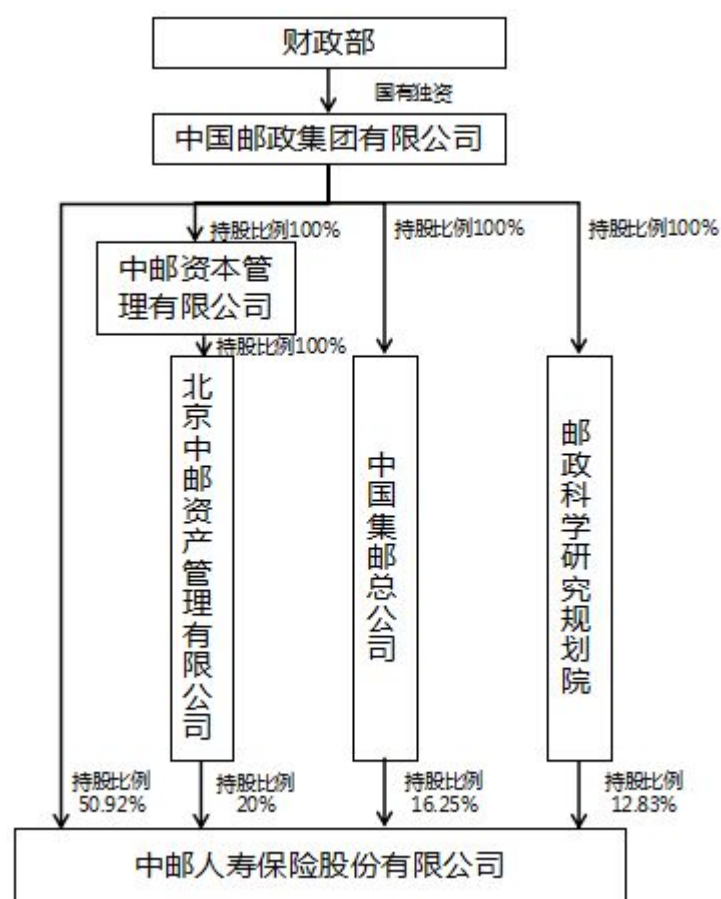 财政部
国有独资
中国邮政集团有限公司
持股比例100%
持股比例100%
持股比例100%
中邮资本管
理有限公司
持股比例100%
北京中邮资产管理有限公司
中国集邮总公司
邮政科学研究规划院
持股比例
50.92%
持股比例
20%
持股比例
16.25%
持股比例
12.83%
中邮人寿保险股份有限公司